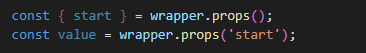 const { start } = wrapper.props();
const value = wrapper.props('start');